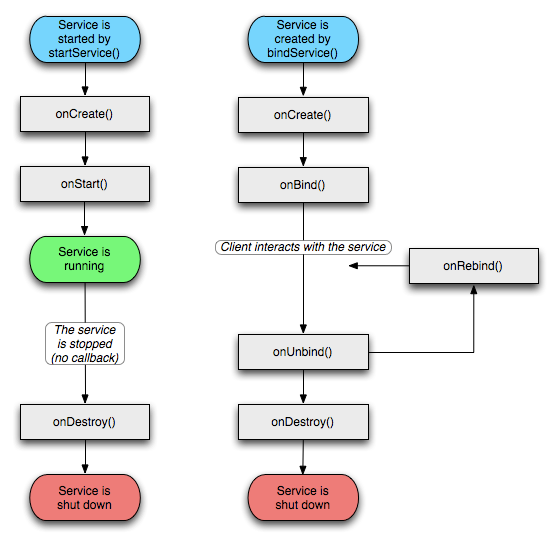 Service is
started by
startService()
onCreate()
onStart()
Service is
running
The service
is stopped
(no callback)
onDestroy()
Service is
shut down
Service is
created by
bindService()
onCreate()
onBind()
Client interacts with the service
onRebind()
onUnbind()
onDestroy()
Service is
shut down